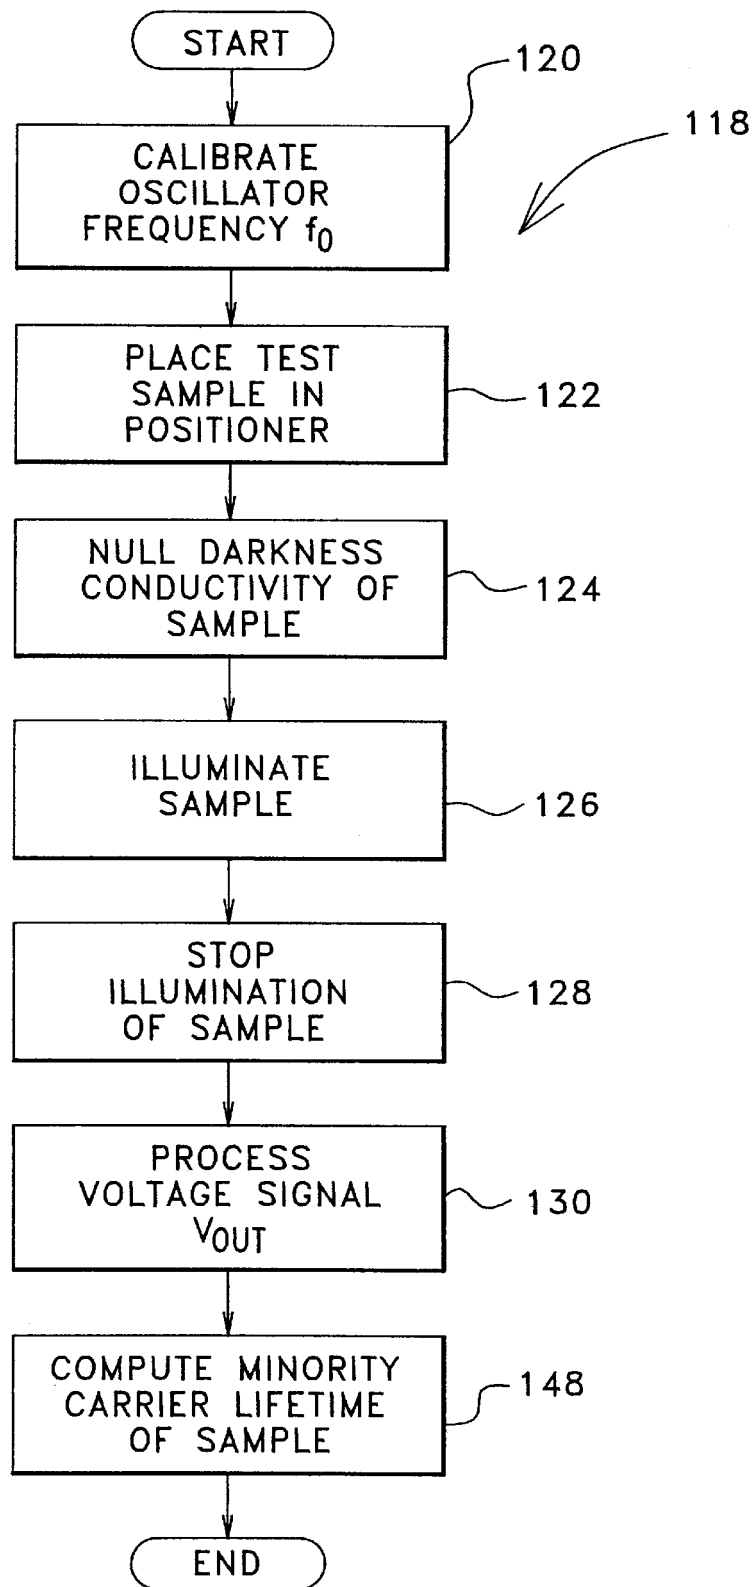 START
120
118
CALIBRATE
OSCILLATOR
FREQUENCY f0
PLACE TEST
SAMPLE IN
POSITIONER
122
NULL DARKNESS
CONDUCTIVITY OF
SAMPLE
124
ILLUMINATE
SAMPLE
126
STOP
ILLUMINATION
OF SAMPLE
128
PROCESS
VOLTAGE SIGNAL
VOUT
130
COMPUTE MINORITY
CARRIER LIFETIME
OF SAMPLE
148
END